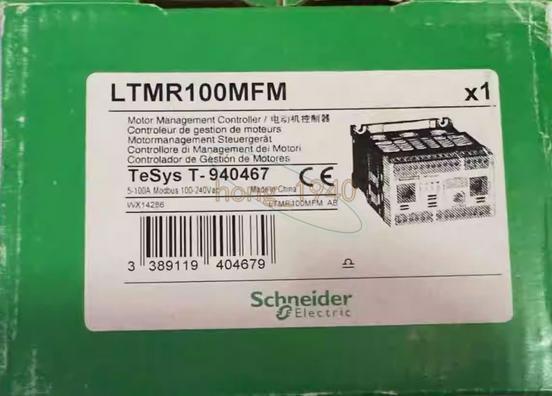 LTMR100MFM x1
Motor Management Controller / 电动机控制器
Controleur de gestion de moteurs
Motormanagement Steuergerät
Controllore di Management dei Motori
Controlador de Gestión de Motores
TeSys T- 940467 CE
5-100A Modbus 100-240Vac Made in China
WX14286 LTMR100MFM AB
3 389119 404679
Schneider
Electric